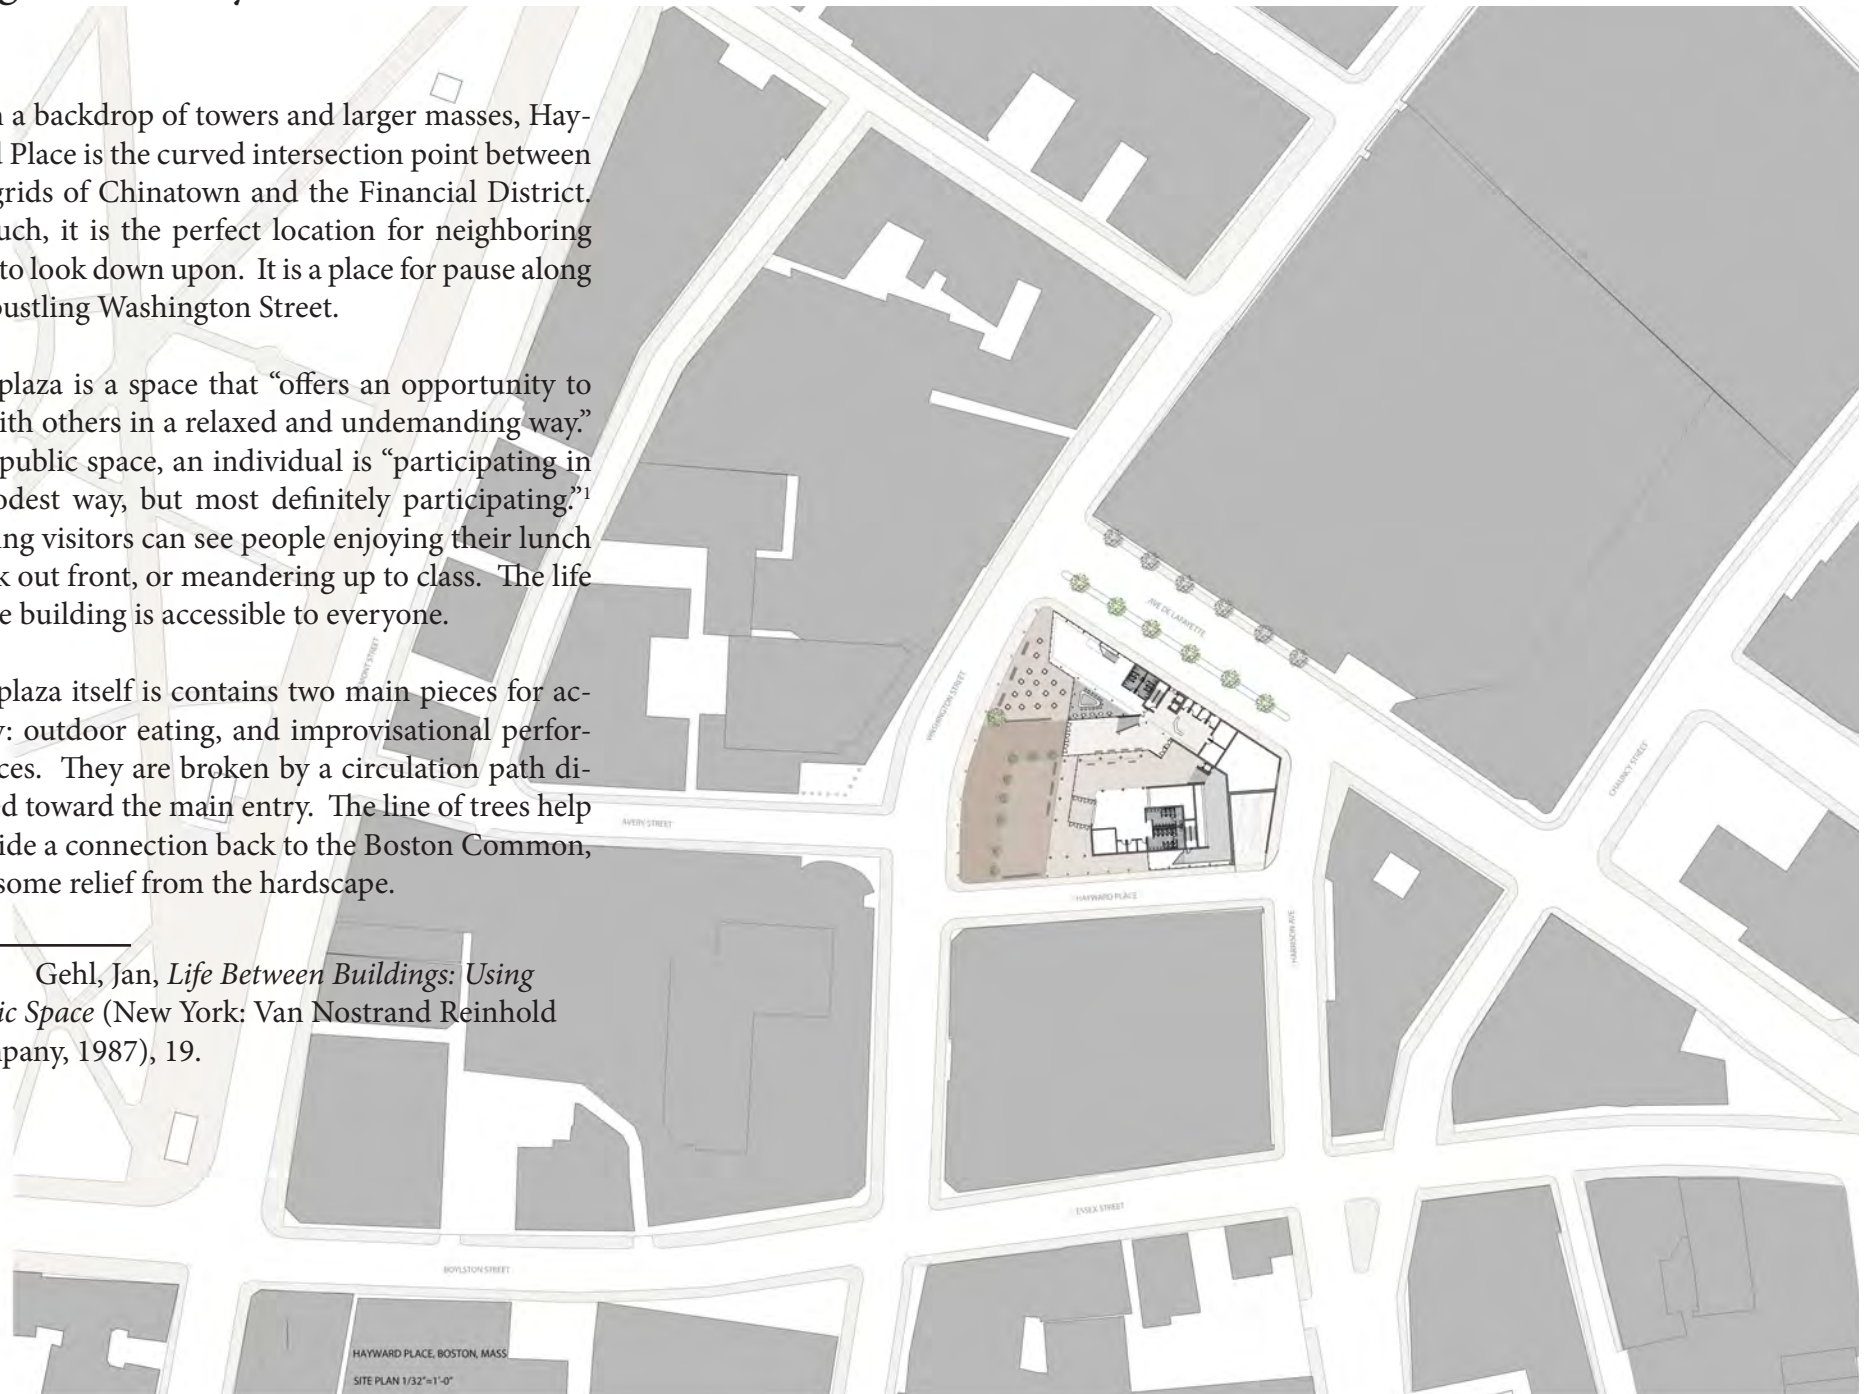 n a backdrop of towers and larger masses, Hay-
l Place is the curved intersection point between
grids of Chinatown and the Financial District.
uch, it is the perfect location for neighboring
to look down upon. It is a place for pause along
bustling Washington Street.
plaza is a space that “offers an opportunity to
ith others in a relaxed and undemanding way.”
public space, an individual is “participating in
odest way, but most definitely participating.”1
ing visitors can see people enjoying their lunch
k out front, or meandering up to class. The life
e building is accessible to everyone.
plaza itself is contains two main pieces for ac-
y: outdoor eating, and improvisational perfor-
ces. They are broken by a circulation path di-
ed toward the main entry. The line of trees help
ide a connection back to the Boston Common,
some relief from the hardscape.
Gehl, Jan, Life Between Buildings: Using
ic Space (New York: Van Nostrand Reinhold
pany, 1987), 19.
AVE DE LAFAYETTE
WASHINGTON STREET
MONT STREET
CHAUNCY STREET
AVERY STREET
HAYWARD PLACE
HARRISON AVE
ESSEX STREET
BOYLSTON STREET
HAYWARD PLACE, BOSTON, MASS
SITE PLAN 1/32"=1'-0"